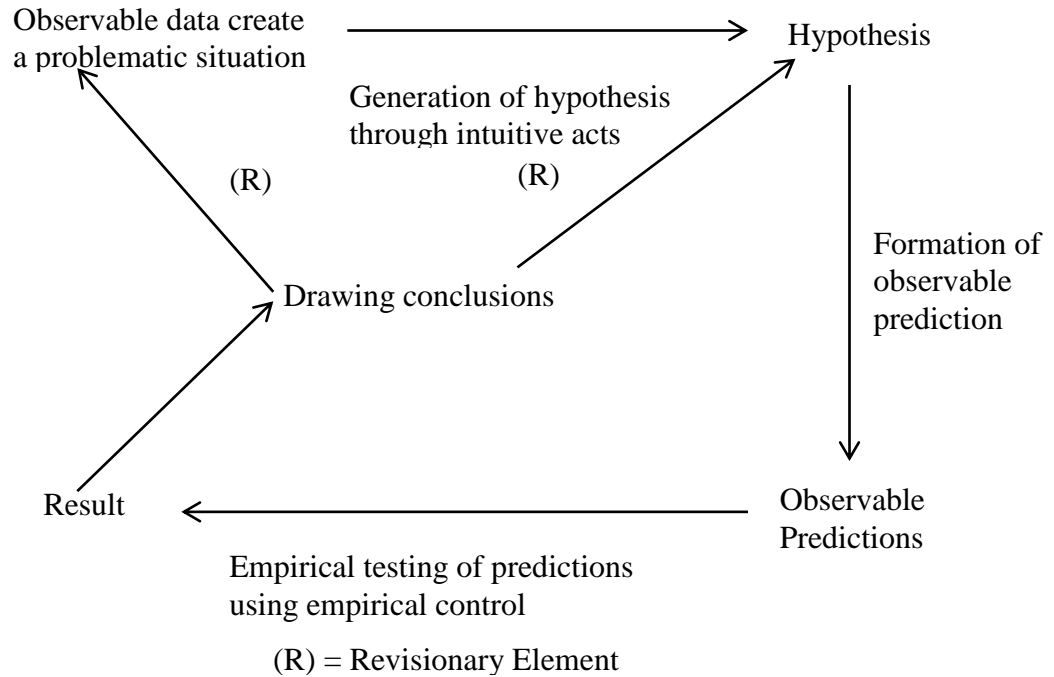 Observable data create
a problematic situation
Hypothesis
Generation of hypothesis
through intuitive acts
(R)
(R)
Formation of
observable
prediction
Drawing conclusions
Result
Observable
Predictions
Empirical testing of predictions
using empirical control
(R) = Revisionary Element